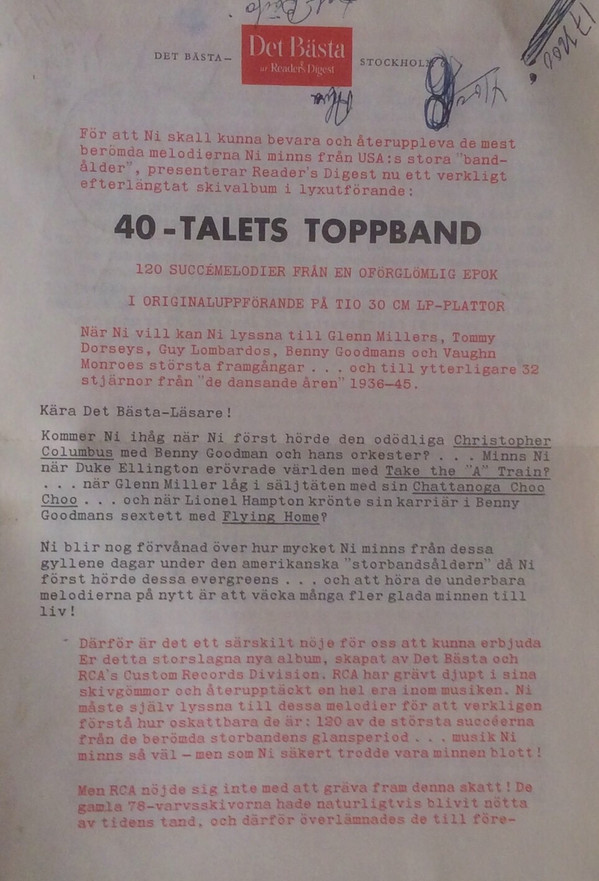 DET BÄSTA—
Det Bästa
av Reader's Digest
STOCKHOLM
För att Ni skall kunna bevara och återuppleva de mest
berömda melodierna Ni minns från USA:s stora "band-
ålder", presenterar Reader's Digest nu ett verkligt
efterlängtat skivalbum i lyxutförande:
40-TALETS TOPPBAND
120 SUCCÉMELODIER FRÅN EN OFÖRGLÖMLIG EPOK
I ORIGINALUPPFÖRANDE PÅ TIO 30 CM LP-PLATTOR
När Ni vill kan Ni lyssna till Glenn Millers, Tommy
Dorseys, Guy Lombardos, Benny Goodmans och Vaughn
Monroes största framgångar . . . och till ytterligare 32
stjärnor från "de dansande åren" 1936-45.
Kära Det Bästa-Läsare!
Kommer Ni ihåg när Ni först hörde den odödliga Christopher
Columbus med Benny Goodman och hans orkester? . . . Minns Ni
när Duke Ellington erövrade världen med Take the "A" Train?
. . . när Glenn Miller låg i säljtäten med sin Chattanoga Choo
Choo . . . och när Lionel Hampton krönte sin karriär i Benny
Goodmans sextett med Flying Home?
Ni blir nog förvånad över hur mycket Ni minns från dessa
gyllene dagar under den amerikanska "storbandsåldern" då Ni
först hörde dessa evergreens . . . och att höra de underbara
melodierna på nytt är att väcka många fler glada minnen till
liv!
Därför är det ett särskilt nöje för oss att kunna erbjuda
Er detta storslagna nya album, skapat av Det Bästa och
RCA's Custom Records Division. RCA har grävt djupt i sina
skivgömmor och återupptäckt en hel era inom musiken. Ni
måste själv lyssna till dessa melodier för att verkligen
förstå hur oskattbara de är: 120 av de största succéerna
från de berömda storbandens glansperiod . . . musik Ni
minns så väl — men som Ni säkert trodde vara minnen blott!
Men RCA nöjde sig inte med att gräva fram denna skatt! De
gamla 78-varvsskivorna hade naturligtvis blivit nötta
av tidens tand, och därför överlämnades de till före-